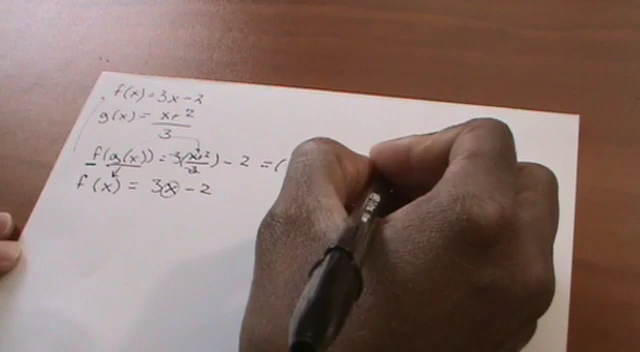 f(x) = 3x - 2
g(x) = x+2
3
f(g(x)) = 3(x+2/3) - 2 = (
f(x) = 3x - 2